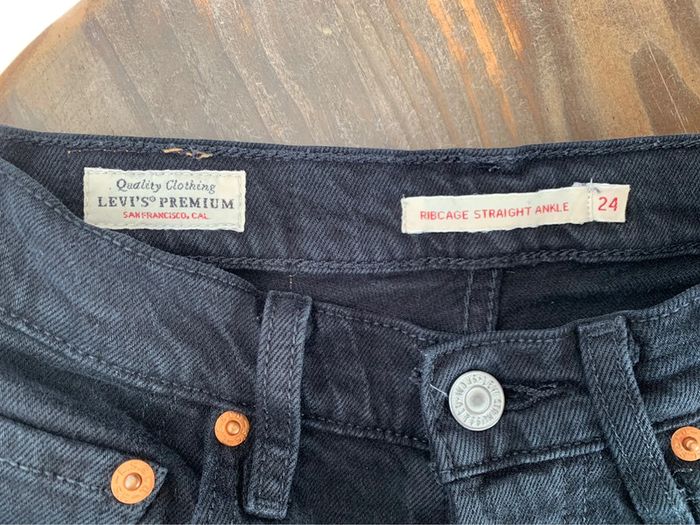 Quality Clothing
LEVI'S® PREMIUM
SAN FRANCISCO, CAL.
RIBCAGE STRAIGHT ANKLE 24